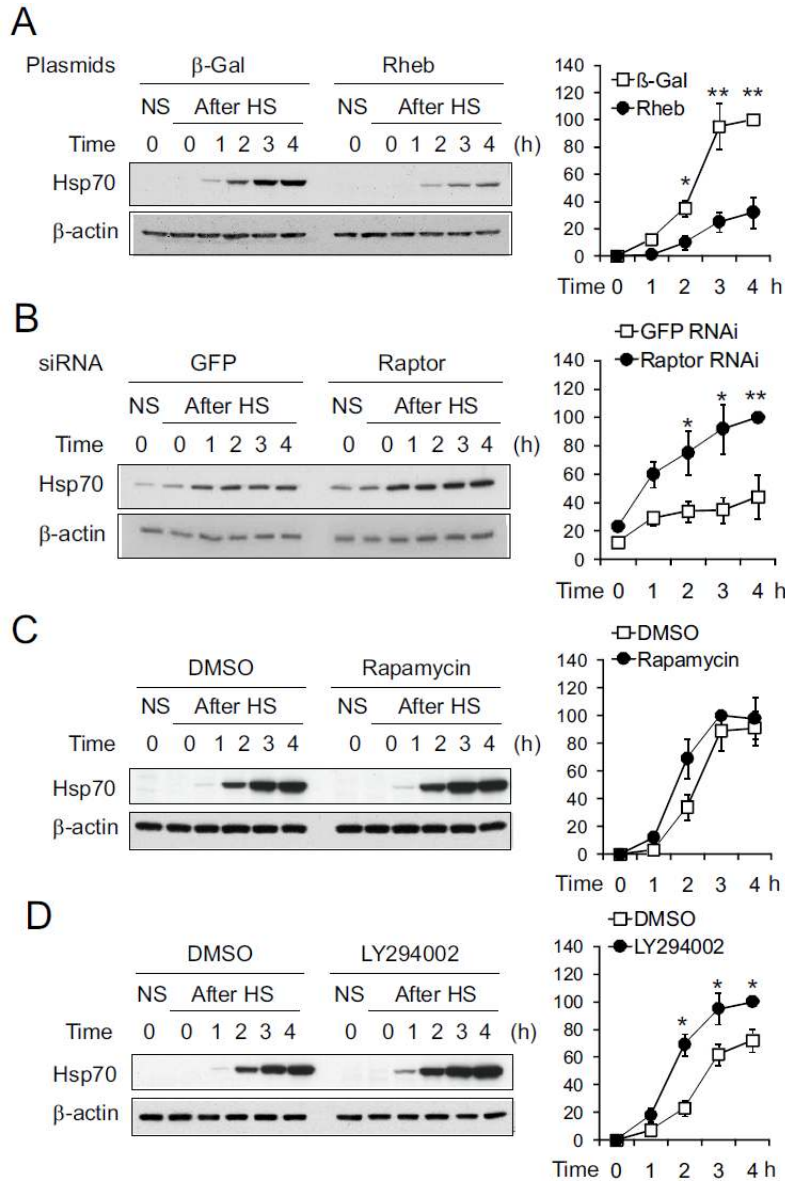 A
Plasmids β-Gal Rheb
NS After HS NS After HS
Time 0 0 1 2 3 4 0 0 1 2 3 4 (h)
Hsp70
β-actin
140
120
100
80
60
40
20
0
ß-Gal
Rheb
* ** **
Time 0 1 2 3 4 h
B
siRNA GFP Raptor
NS After HS NS After HS
Time 0 0 1 2 3 4 0 0 1 2 3 4 (h)
Hsp70
β-actin
GFP RNAi
Raptor RNAi
140
120
100
80
60
40
20
0
* * **
Time 0 1 2 3 4 h
C
DMSO Rapamycin
NS After HS NS After HS
Time 0 0 1 2 3 4 0 0 1 2 3 4 (h)
Hsp70
β-actin
DMSO
Rapamycin
140
120
100
80
60
40
20
0
Time 0 1 2 3 4 h
D
DMSO LY294002
NS After HS NS After HS
Time 0 0 1 2 3 4 0 0 1 2 3 4 (h)
Hsp70
β-actin
DMSO
LY294002
140
120
100
80
60
40
20
0
* * *
Time 0 1 2 3 4 h